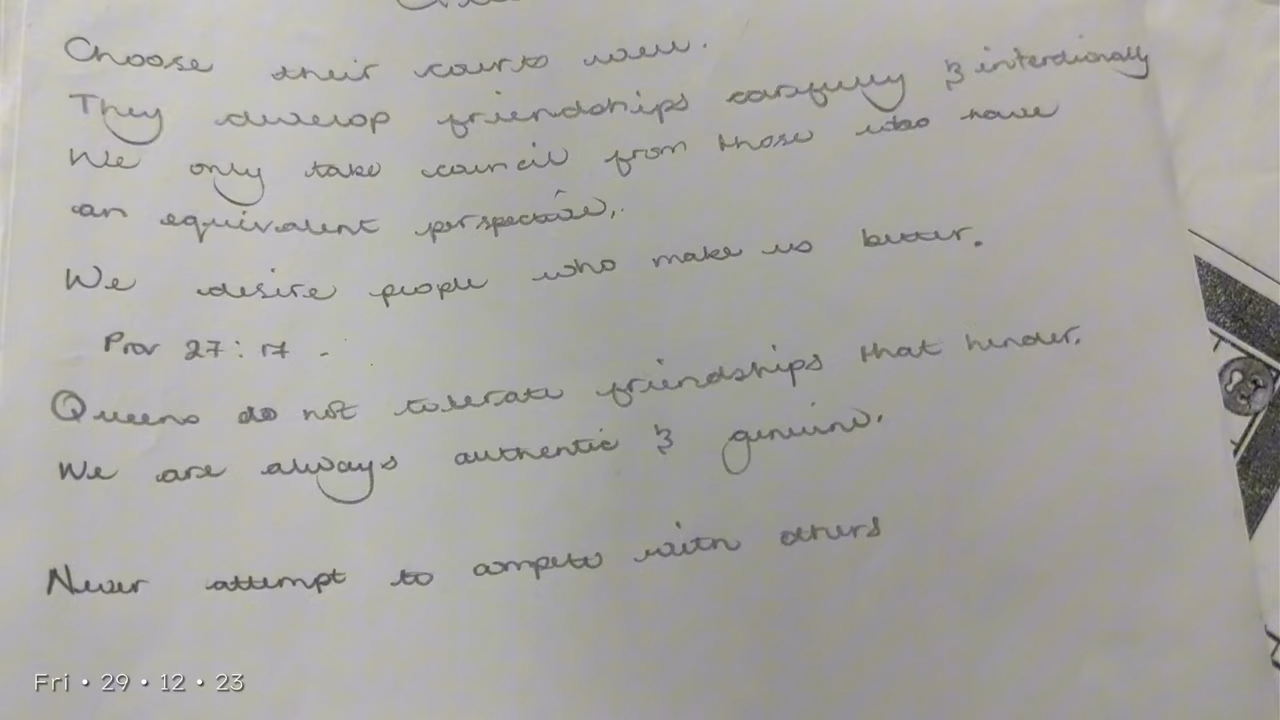 Choose their courts well.
They develop friendships carefully & intentionally
We only take council from those who have
an equivalent perspective,.
We desire people who make us better.
Prov 27:17 -
Queens do not tolerate friendships that hinder.
We are always authentic & genuine.
Never attempt to compete with others
Fri • 29 • 12 • 23